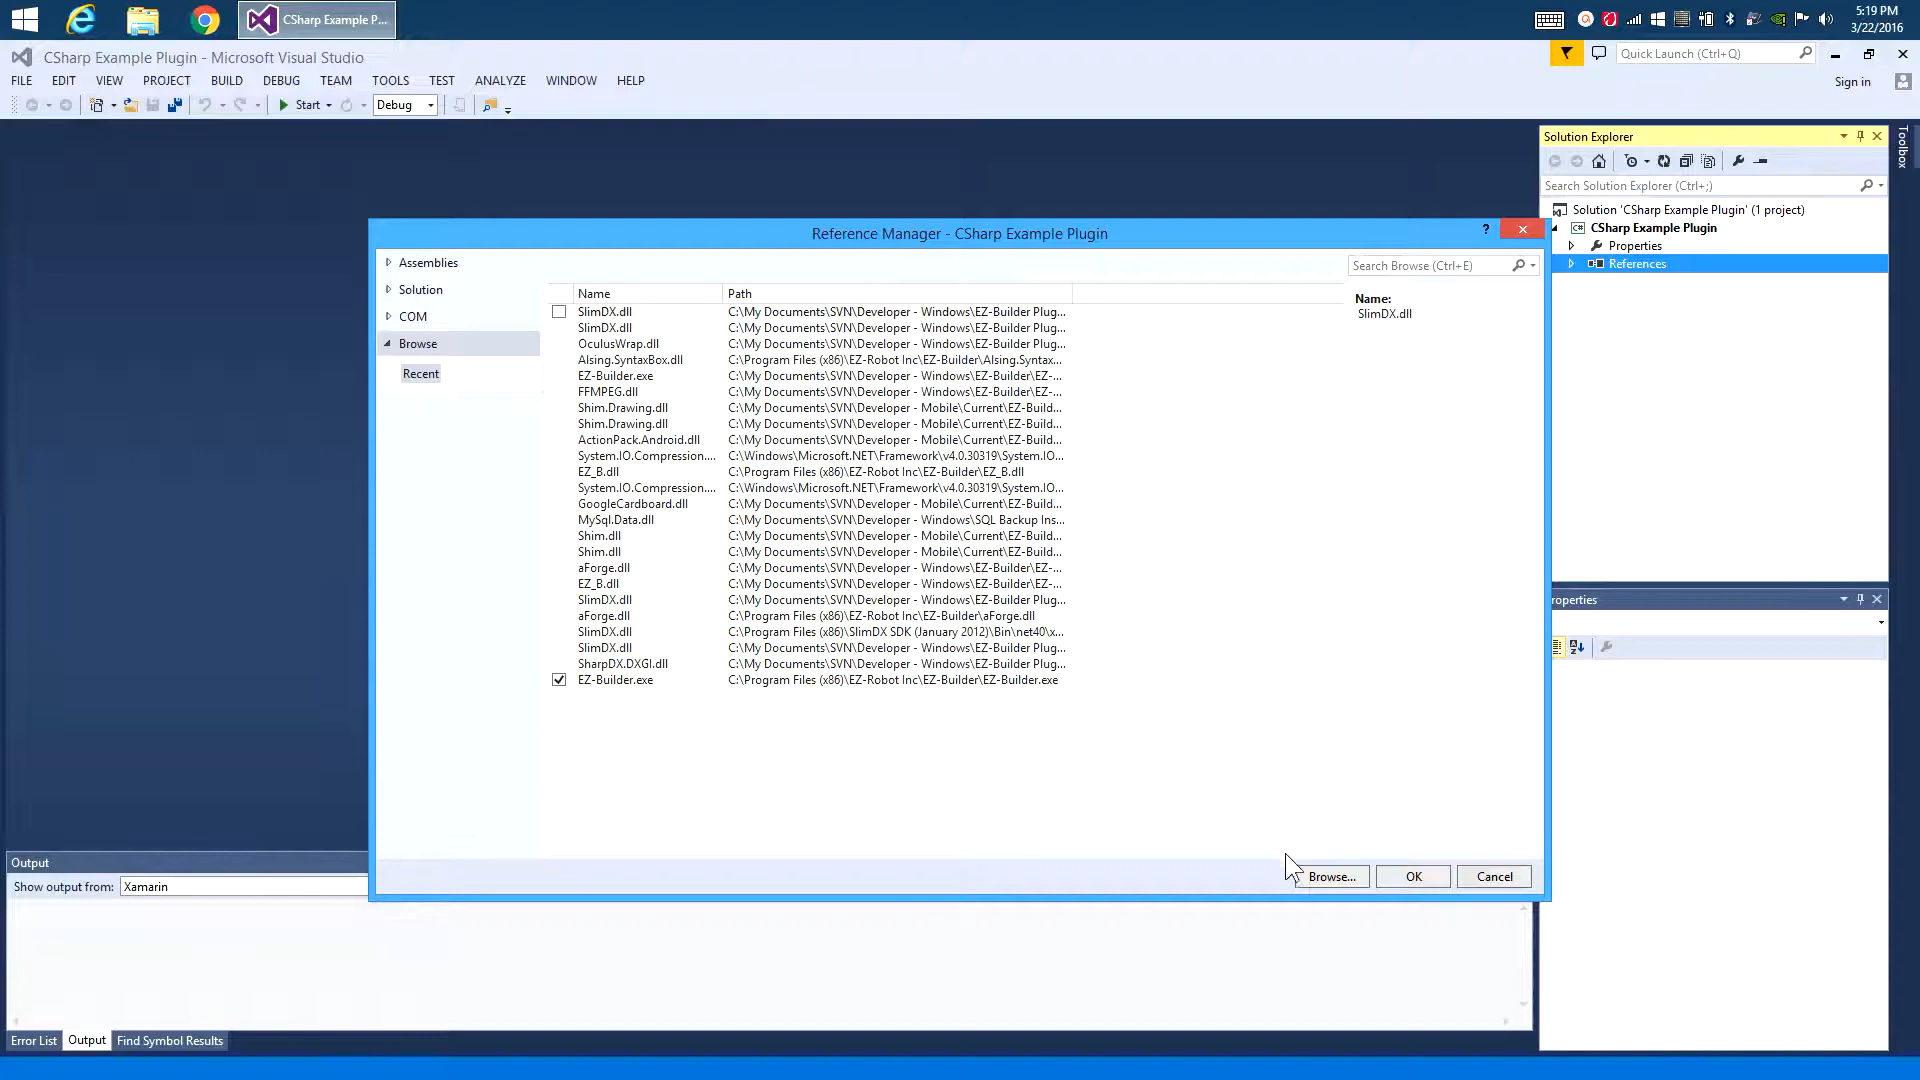 CSharp Example P...
5:19 PM
3/22/2016
CSharp Example Plugin - Microsoft Visual Studio
Quick Launch (Ctrl+Q)
FILE EDIT VIEW PROJECT BUILD DEBUG TEAM TOOLS TEST ANALYZE WINDOW HELP
Sign in
Start Debug
Solution Explorer
Toolbox
Search Solution Explorer (Ctrl+;)
Solution 'CSharp Example Plugin' (1 project)
C# CSharp Example Plugin
Properties
References
Reference Manager - CSharp Example Plugin
? 
Assemblies
Solution
COM
Browse
Recent
Search Browse (Ctrl+E)
Name Path
SlimDX.dll C:\My Documents\SVN\Developer - Windows\EZ-Builder Plug...
SlimDX.dll C:\My Documents\SVN\Developer - Windows\EZ-Builder Plug...
OculusWrap.dll C:\My Documents\SVN\Developer - Windows\EZ-Builder Plug...
Alsing.SyntaxBox.dll C:\Program Files (x86)\EZ-Robot Inc\EZ-Builder\Alsing.Syntax...
EZ-Builder.exe C:\My Documents\SVN\Developer - Windows\EZ-Builder\EZ-...
FFMPEG.dll C:\My Documents\SVN\Developer - Windows\EZ-Builder\EZ-...
Shim.Drawing.dll C:\My Documents\SVN\Developer - Mobile\Current\EZ-Build...
Shim.Drawing.dll C:\My Documents\SVN\Developer - Mobile\Current\EZ-Build...
ActionPack.Android.dll C:\My Documents\SVN\Developer - Mobile\Current\EZ-Build...
System.IO.Compression.... C:\Windows\Microsoft.NET\Framework\v4.0.30319\System.IO...
EZ_B.dll C:\Program Files (x86)\EZ-Robot Inc\EZ-Builder\EZ_B.dll
System.IO.Compression.... C:\Windows\Microsoft.NET\Framework\v4.0.30319\System.IO...
GoogleCardboard.dll C:\My Documents\SVN\Developer - Mobile\Current\EZ-Build...
MySql.Data.dll C:\My Documents\SVN\Developer - Windows\SQL Backup Ins...
Shim.dll C:\My Documents\SVN\Developer - Mobile\Current\EZ-Build...
Shim.dll C:\My Documents\SVN\Developer - Mobile\Current\EZ-Build...
aForge.dll C:\My Documents\SVN\Developer - Windows\EZ-Builder\EZ-...
EZ_B.dll C:\My Documents\SVN\Developer - Windows\EZ-Builder\EZ-...
SlimDX.dll C:\My Documents\SVN\Developer - Windows\EZ-Builder Plug...
aForge.dll C:\Program Files (x86)\EZ-Robot Inc\EZ-Builder\aForge.dll
SlimDX.dll C:\Program Files (x86)\SlimDX SDK (January 2012)\Bin\net40\x...
SlimDX.dll C:\My Documents\SVN\Developer - Windows\EZ-Builder Plug...
SharpDX.DXGI.dll C:\My Documents\SVN\Developer - Windows\EZ-Builder Plug...
EZ-Builder.exe C:\Program Files (x86)\EZ-Robot Inc\EZ-Builder\EZ-Builder.exe
Name:
SlimDX.dll
Browse... OK Cancel
roperties
Output
Show output from: Xamarin
Error List Output Find Symbol Results